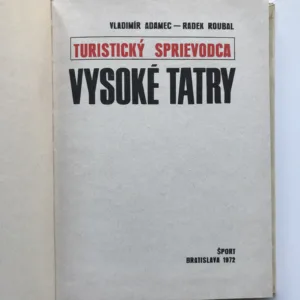 VLADIMÍR ADAMEC — RADEK ROUBAL
TURISTICKÝ SPRIEVODCA
VYSOKÉ TATRY
ŠPORT
BRATISLAVA 1972